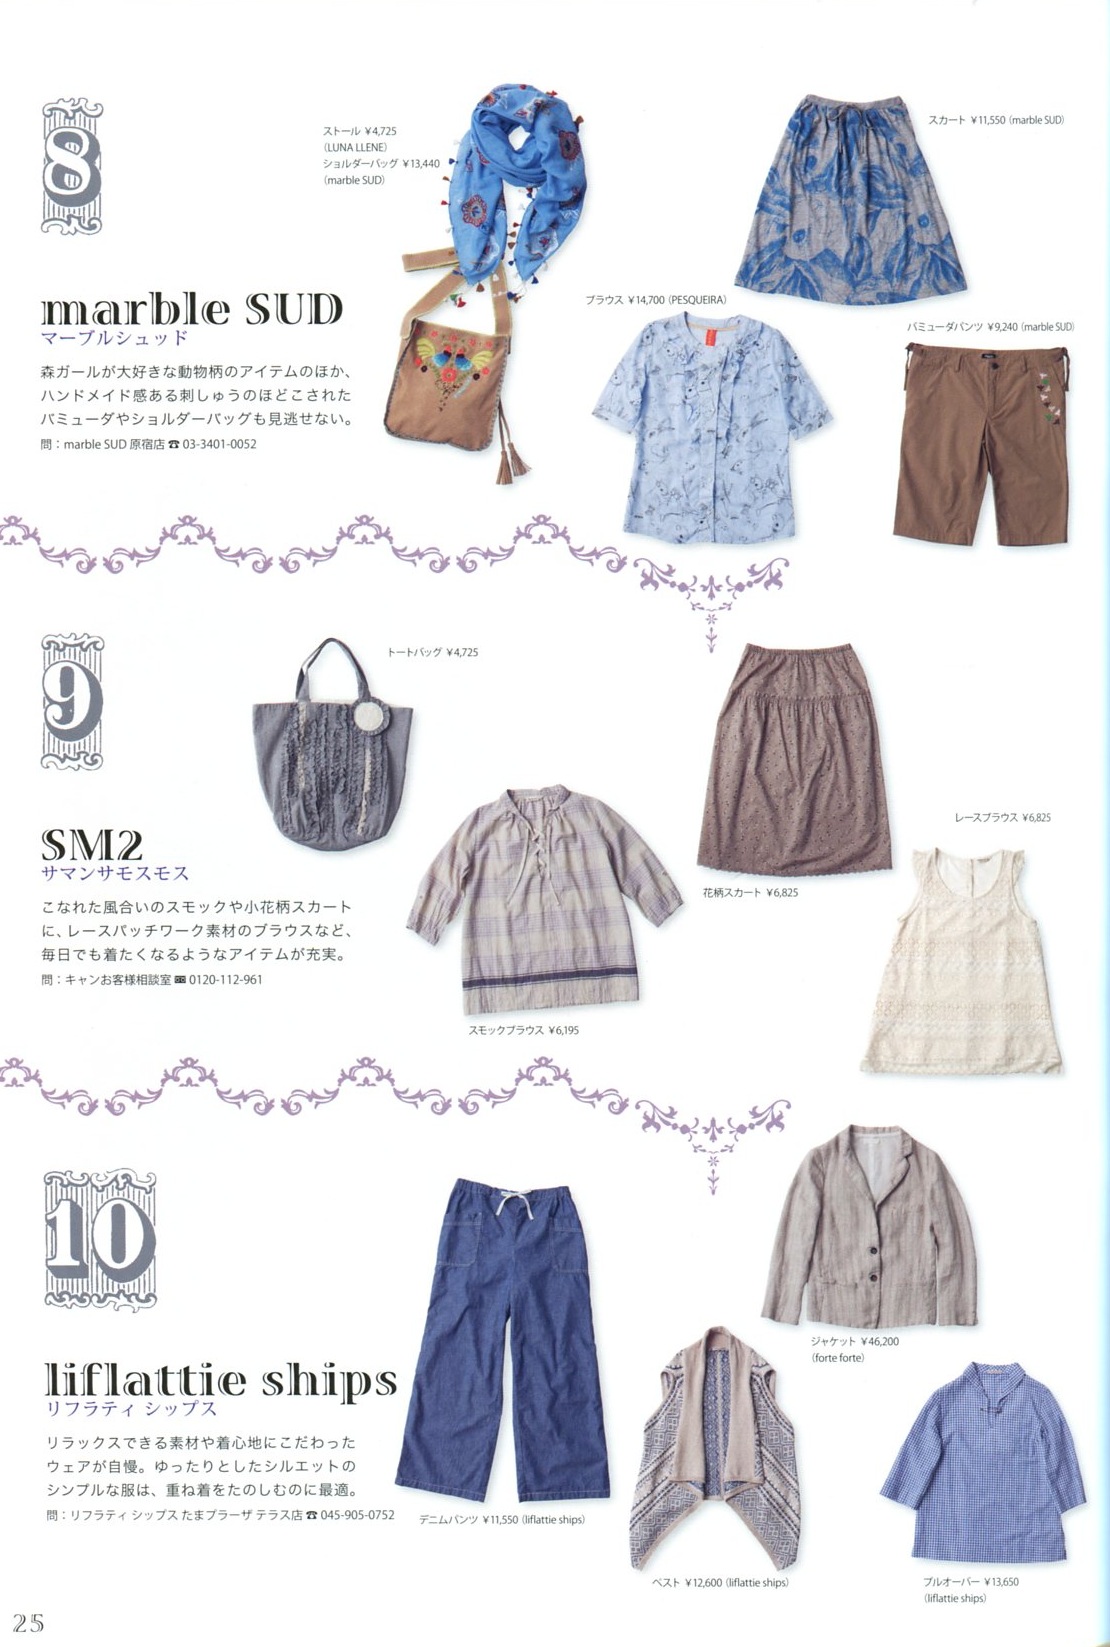 8
ストール ¥4,725
(LUNA LLENE)
ショルダーバッグ ¥13,440
(marble SUD)
スカート ¥11,550 (marble SUD)
ブラウス ¥14,700 (PESQUEIRA)
バミューダパンツ ¥9,240 (marble SUD)
marble SUD
マーブルシュッド
森ガールが大好きな動物柄のアイテムのほか、
ハンドメイド感ある刺しゅうのほどこされた
バミューダやショルダーバッグも見逃せない。
問：marble SUD 原宿店 ☎ 03-3401-0052
9
トートバッグ ¥4,725
SM2
サマンサモスモス
こなれた風合いのスモックや小花柄スカート
に、レースパッチワーク素材のブラウスなど、
毎日でも着たくなるようなアイテムが充実。
問：キャンお客様相談室 0120-112-961
レースブラウス ¥6,825
花柄スカート ¥6,825
スモックブラウス ¥6,195
10
liflattie ships
リフラティ シップス
リラックスできる素材や着心地にこだわった
ウェアが自慢。ゆったりとしたシルエットの
シンプルな服は、重ね着をたのしむのに最適。
問：リフラティ シップス たまプラーザ テラス店 ☎ 045-905-0752
ジャケット ¥46,200
(forte forte)
デニムパンツ ¥11,550 (liflattie ships)
ベスト ¥12,600 (liflattie ships)
プルオーバー ¥13,650
(liflattie ships)
25